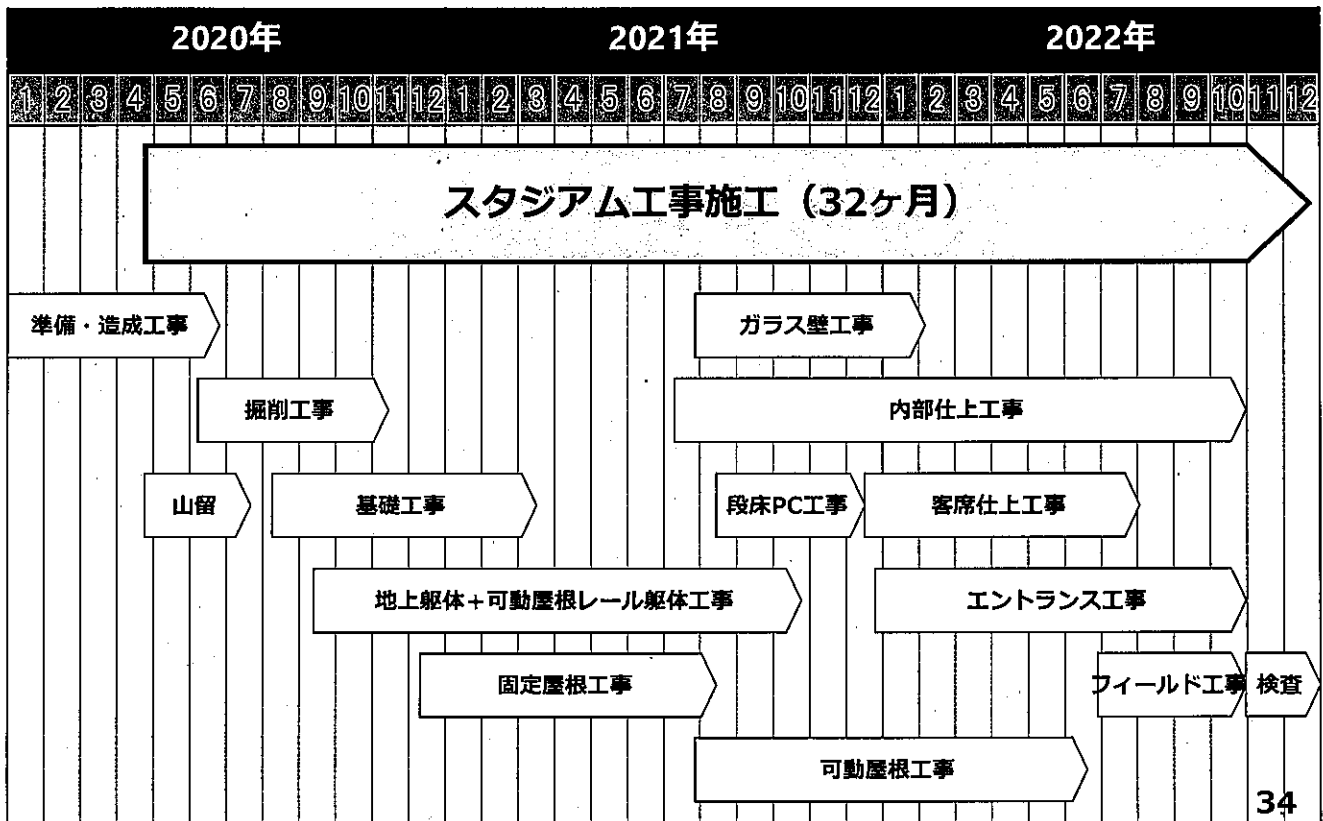 2020年 2021年 2022年
1 2 3 4 5 6 7 8 9 10 11 12 1 2 3 4 5 6 7 8 9 10 11 12 1 2 3 4 5 6 7 8 9 10 11 12
スタジアム工事施工（32ヶ月）
準備・造成工事 ガラス壁工事
掘削工事 内部仕上工事
山留 基礎工事 段床PC工事 客席仕上工事
地上躯体＋可動屋根レール躯体工事 エントランス工事
固定屋根工事 フィールド工事 検査
可動屋根工事
34